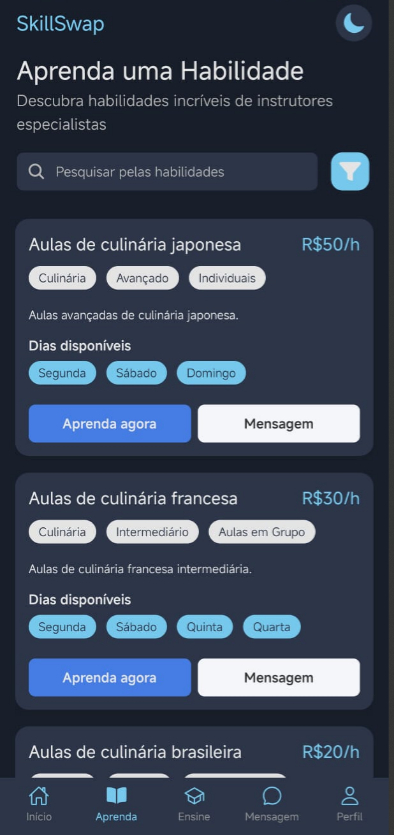 SkillSwap
Aprenda uma Habilidade
Descubra habilidades incríveis de instrutores
especialistas
Pesquisar pelas habilidades
Aulas de culinária japonesa R$50/h
Culinária Avançado Individuais
Aulas avançadas de culinária japonesa.
Dias disponíveis
Segunda Sábado Domingo
Aprenda agora Mensagem
Aulas de culinária francesa R$30/h
Culinária Intermediário Aulas em Grupo
Aulas de culinária francesa intermediária.
Dias disponíveis
Segunda Sábado Quinta Quarta
Aprenda agora Mensagem
Aulas de culinária brasileira R$20/h
Início Aprenda Ensine Mensagem Perfil